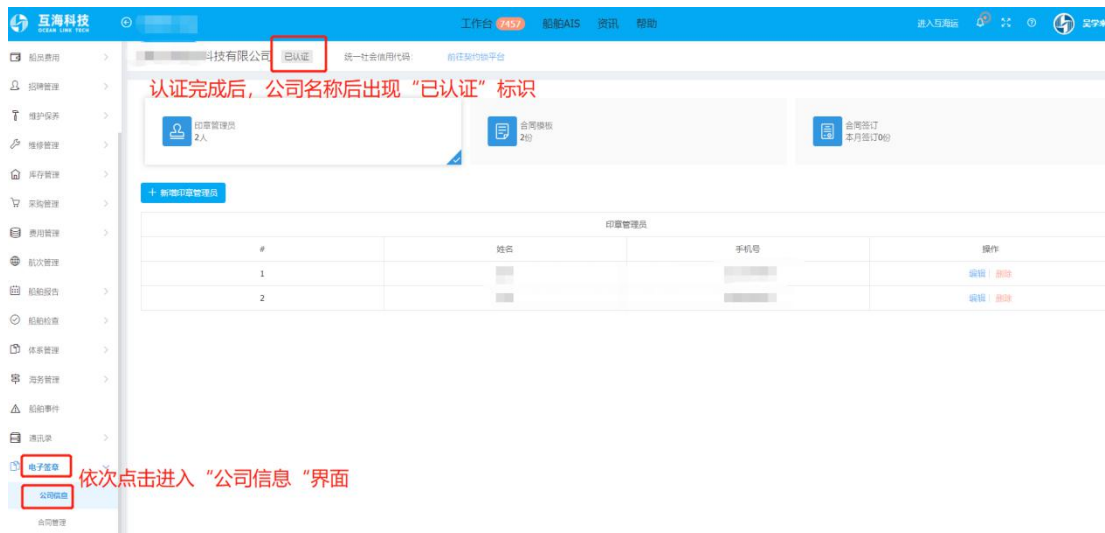 互海科技
OCEAN LINK TECH
工作台 7457 船舶AIS 资讯 帮助
进入互海运
船员费用
科技有限公司 已认证 统一社会信用代码: 前往契约锁平台
招聘管理
认证完成后，公司名称后出现“已认证”标识
维护保养
印章管理员
2人
合同模板
2份
合同签订
本月签订0份
维修管理
库存管理
采购管理
+ 新增印章管理员
费用管理
印章管理员
# 姓名 手机号 操作
航次管理
1 编辑 | 删除
船舶报告
2 编辑 | 删除
船舶检查
体系管理
海务管理
船舶事件
通讯录
电子签章
依次点击进入“公司信息“界面
公司信息
合同管理